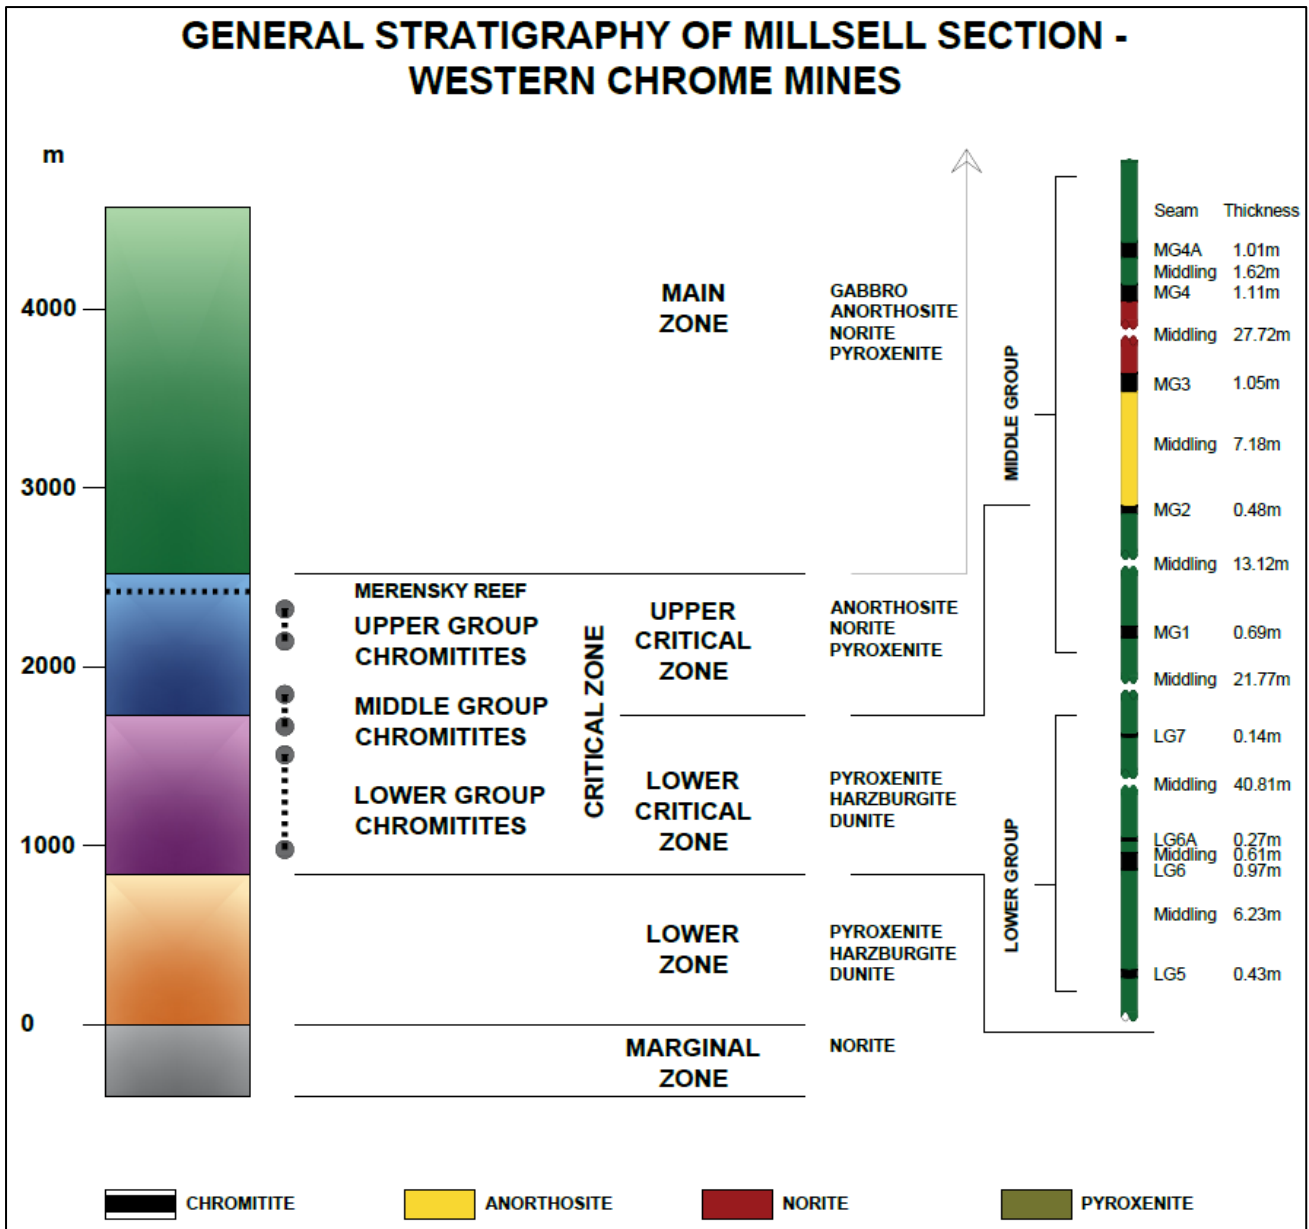 GENERAL STRATIGRAPHY OF MILLSELL SECTION -
WESTERN CHROME MINES
m
4000
3000
2000
1000
0
MERENSKY REEF
UPPER GROUP
CHROMITITES
MIDDLE GROUP
CHROMITITES
LOWER GROUP
CHROMITITES
CRITICAL ZONE
MAIN
ZONE
UPPER
CRITICAL
ZONE
LOWER
CRITICAL
ZONE
LOWER
ZONE
MARGINAL
ZONE
GABBRO
ANORTHOSITE
NORITE
PYROXENITE
ANORTHOSITE
NORITE
PYROXENITE
PYROXENITE
HARZBURGITE
DUNITE
PYROXENITE
HARZBURGITE
DUNITE
NORITE
MIDDLE GROUP
LOWER GROUP
Seam Thickness
MG4A 1.01m
Middling 1.62m
MG4 1.11m
Middling 27.72m
MG3 1.05m
Middling 7.18m
MG2 0.48m
Middling 13.12m
MG1 0.69m
Middling 21.77m
LG7 0.14m
Middling 40.81m
LG6A 0.27m
Middling 0.61m
LG6 0.97m
Middling 6.23m
LG5 0.43m
CHROMITITE
ANORTHOSITE
NORITE
PYROXENITE